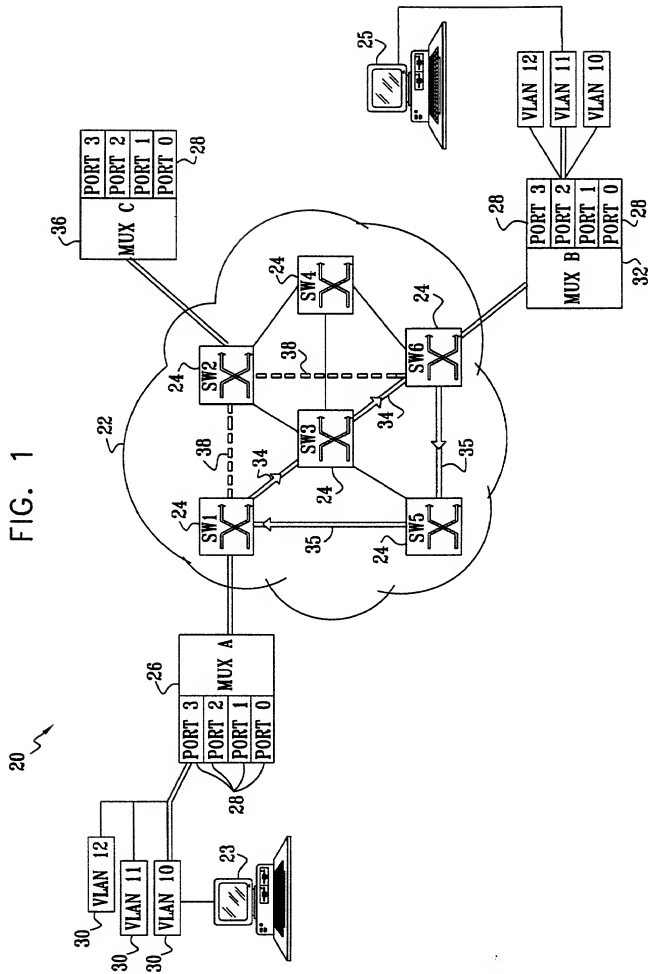 FIG. 1
20
22
36
MUX C
PORT 3
PORT 2
PORT 1
PORT 0
28
25
VLAN 12
VLAN 11
VLAN 10
28
PORT 3
PORT 2
PORT 1
PORT 0
28
MUX B
32
24
SW2
24
SW4
38
38
24
SW6
34
34
SW3
24
24
SW1
35
35
24
SW5
26
MUX A
PORT 3
PORT 2
PORT 1
PORT 0
28
VLAN 12
30
VLAN 11
30
VLAN 10
30
23